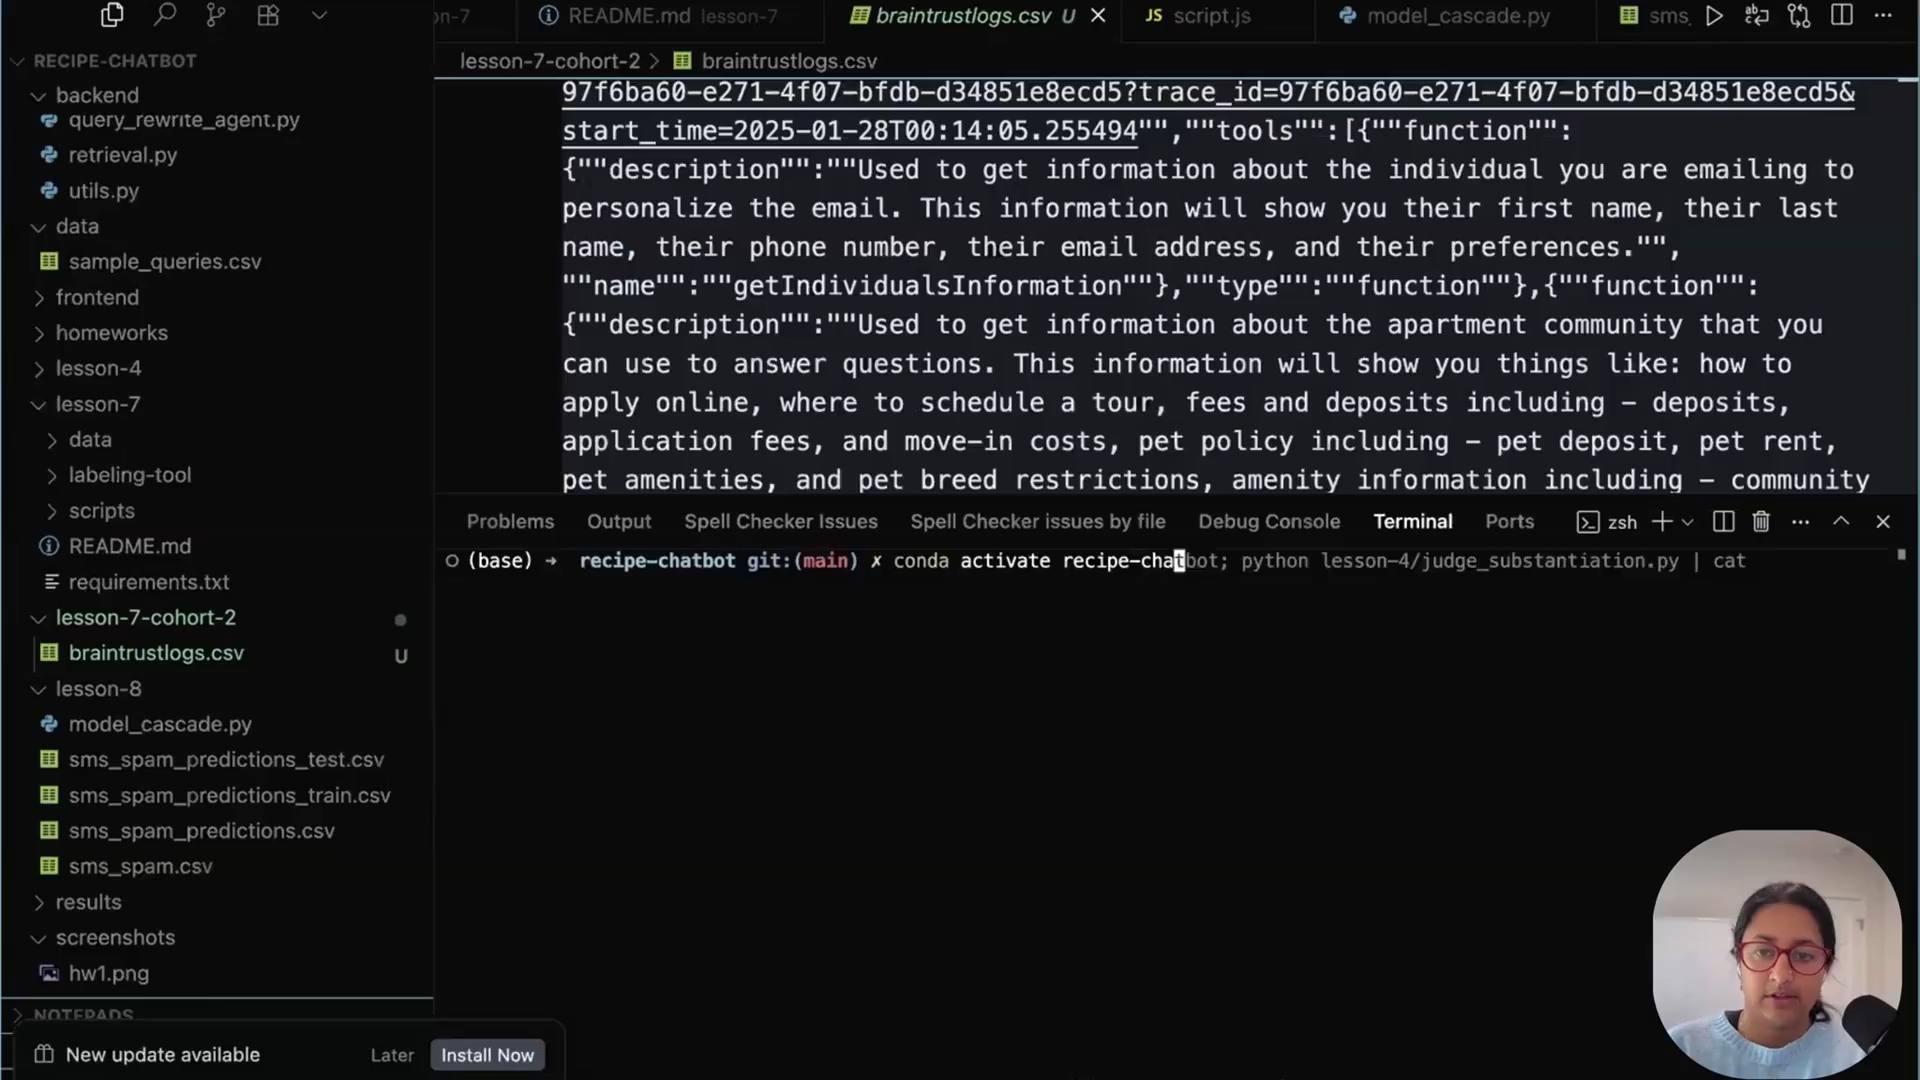 RECIPE-CHATBOT
backend
query_rewrite_agent.py
retrieval.py
utils.py
data
sample_queries.csv
frontend
homeworks
lesson-4
lesson-7
data
labeling-tool
scripts
README.md
requirements.txt
lesson-7-cohort-2
braintrustlogs.csv U
lesson-8
model_cascade.py
sms_spam_predictions_test.csv
sms_spam_predictions_train.csv
sms_spam_predictions.csv
sms_spam.csv
results
screenshots
hw1.png
NOTEPADS
New update available Later Install Now
n-7 README.md lesson-7 braintrustlogs.csv U JS script.js model_cascade.py sms_
lesson-7-cohort-2 > braintrustlogs.csv
97f6ba60-e271-4f07-bfdb-d34851e8ecd5?trace_id=97f6ba60-e271-4f07-bfdb-d34851e8ecd5&
start_time=2025-01-28T00:14:05.255494"",""tools"":[{""function"":
{""description"":""Used to get information about the individual you are emailing to
personalize the email. This information will show you their first name, their last
name, their phone number, their email address, and their preferences."",
""name"":""getIndividualsInformation""},""type"":""function""},{""function"":
{""description"":""Used to get information about the apartment community that you
can use to answer questions. This information will show you things like: how to
apply online, where to schedule a tour, fees and deposits including – deposits,
application fees, and move-in costs, pet policy including – pet deposit, pet rent,
pet amenities, and pet breed restrictions, amenity information including – community
Problems Output Spell Checker Issues Spell Checker issues by file Debug Console Terminal Ports zsh
(base) → recipe-chatbot git:(main) ✗ conda activate recipe-chatbot; python lesson-4/judge_substantiation.py | cat